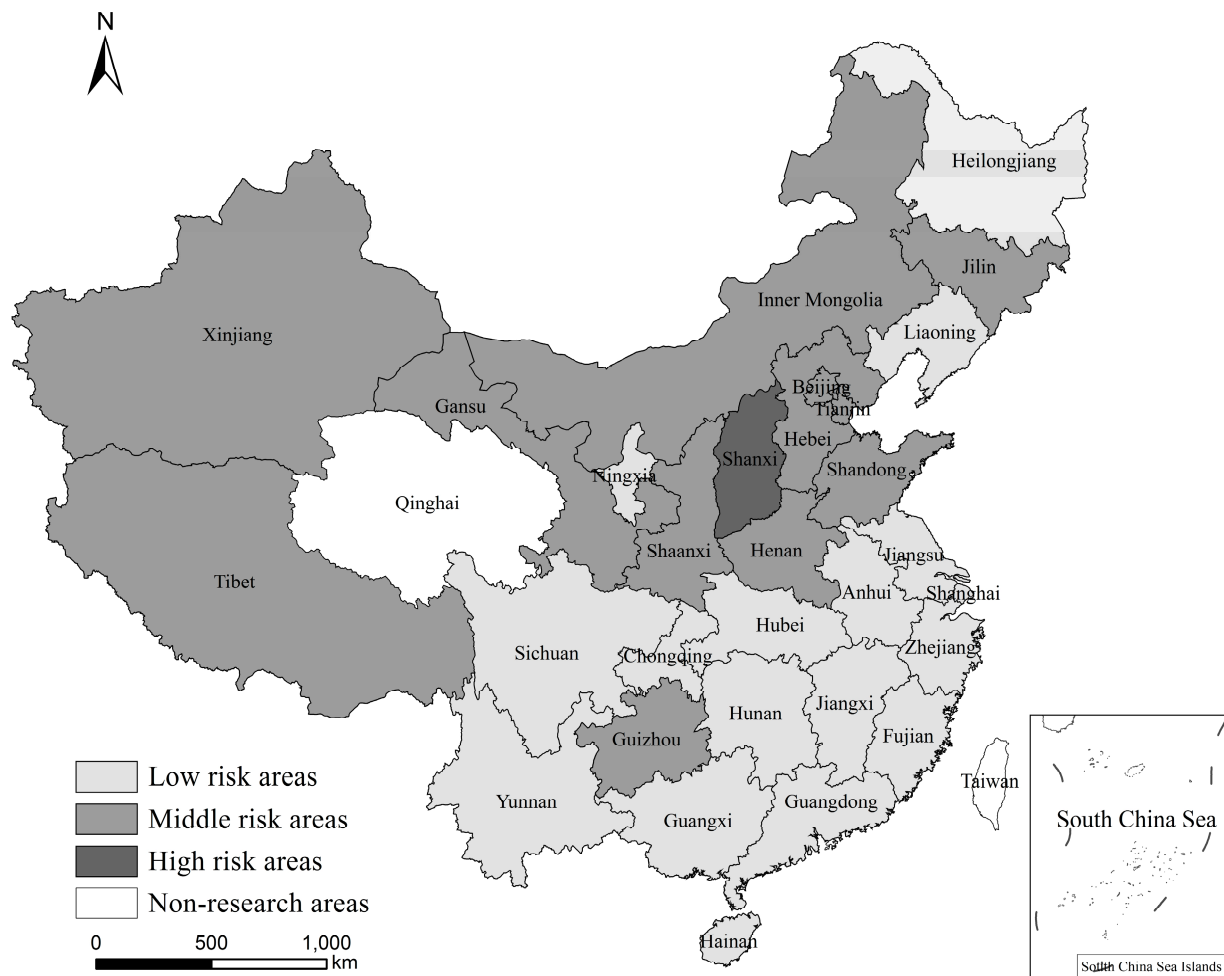 N
Heilongjiang
Jilin
Inner Mongolia
Liaoning
Xinjiang
Beijing
Tianjin
Gansu
Hebei
Shanxi
Shandong
Ningxia
Qinghai
Shaanxi
Henan
Jiangsu
Tibet
Anhui
Shanghai
Hubei
Zhejiang
Sichuan
Chongqing
Jiangxi
Hunan
Fujian
Guizhou
Taiwan
Yunnan
Guangdong
Guangxi
South China Sea
Hainan
South China Sea Islands
Low risk areas
Middle risk areas
High risk areas
Non-research areas
0 500 1,000
km